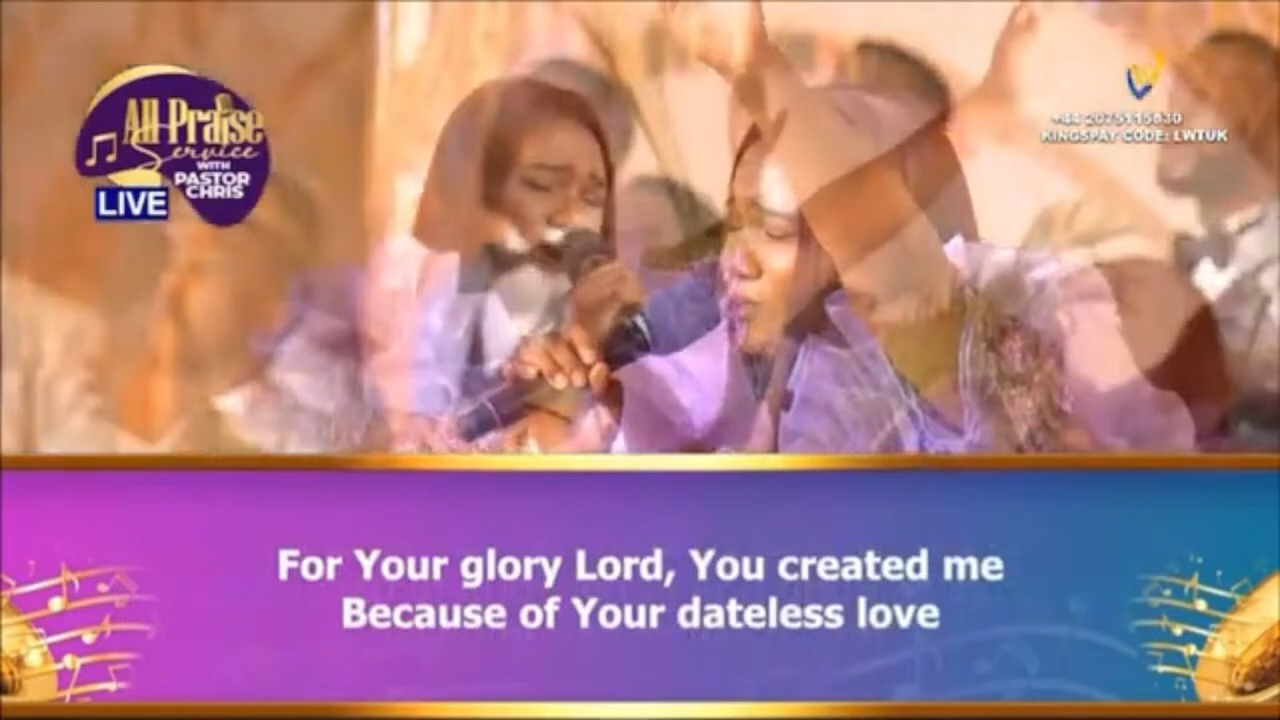 All Praise
Service
WITH
PASTOR
CHRIS
LIVE
KINGSPAY CODE: LWTUK
For Your glory Lord, You created me
Because of Your dateless love